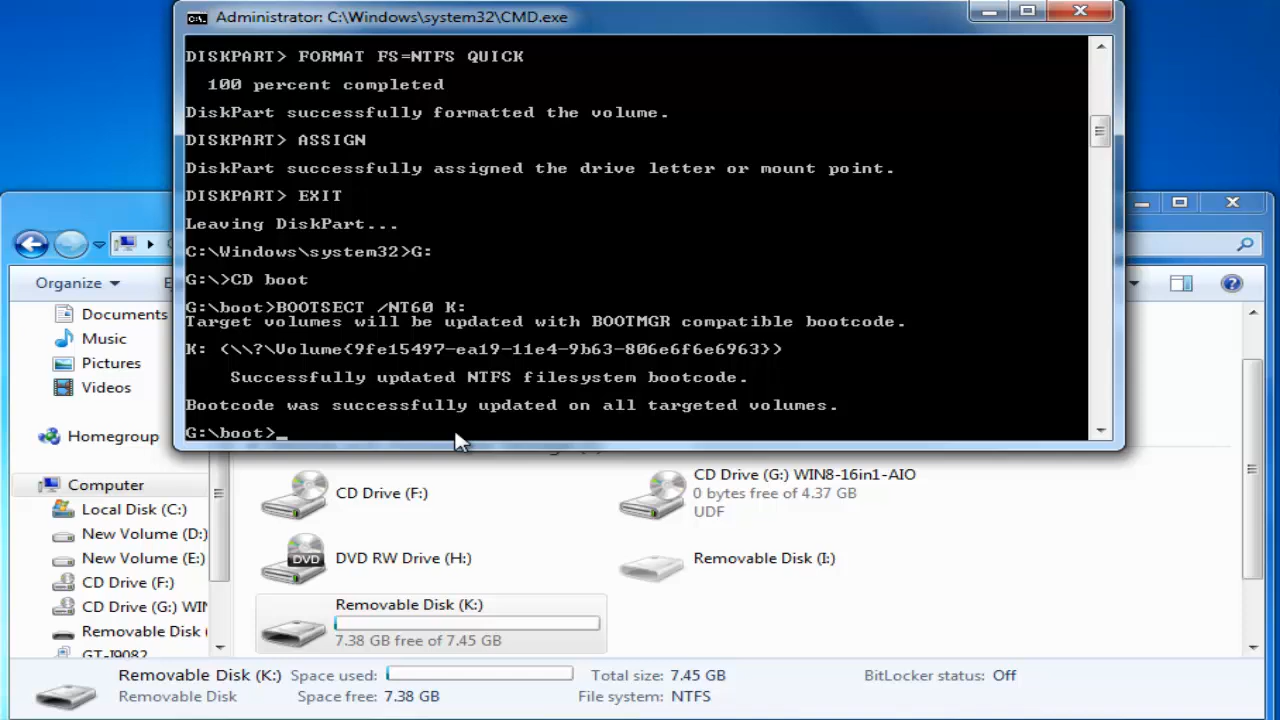 Administrator: C:\Windows\system32\CMD.exe
DISKPART> FORMAT FS=NTFS QUICK
100 percent completed
DiskPart successfully formatted the volume.
DISKPART> ASSIGN
DiskPart successfully assigned the drive letter or mount point.
DISKPART> EXIT
Leaving DiskPart...
C:\Windows\system32>G:
G:\>CD boot
G:\boot>BOOTSECT /NT60 K:
Target volumes will be updated with BOOTMGR compatible bootcode.
K: (\\?\Volume{9fe15497-ea19-11e4-9b63-806e6f6e6963})
Successfully updated NTFS filesystem bootcode.
Bootcode was successfully updated on all targeted volumes.
G:\boot>_
Organize
Documents
Music
Pictures
Videos
Homegroup
Computer
Local Disk (C:)
New Volume (D:)
New Volume (E:)
CD Drive (F:)
CD Drive (G:) WIN
Removable Disk (
GT-I9082
CD Drive (F:)
CD Drive (G:) WIN8-16in1-AIO
0 bytes free of 4.37 GB
UDF
DVD
DVD RW Drive (H:)
Removable Disk (I:)
Removable Disk (K:)
7.38 GB free of 7.45 GB
Removable Disk (K:) Space used: Total size: 7.45 GB BitLocker status: Off
Removable Disk Space free: 7.38 GB File system: NTFS